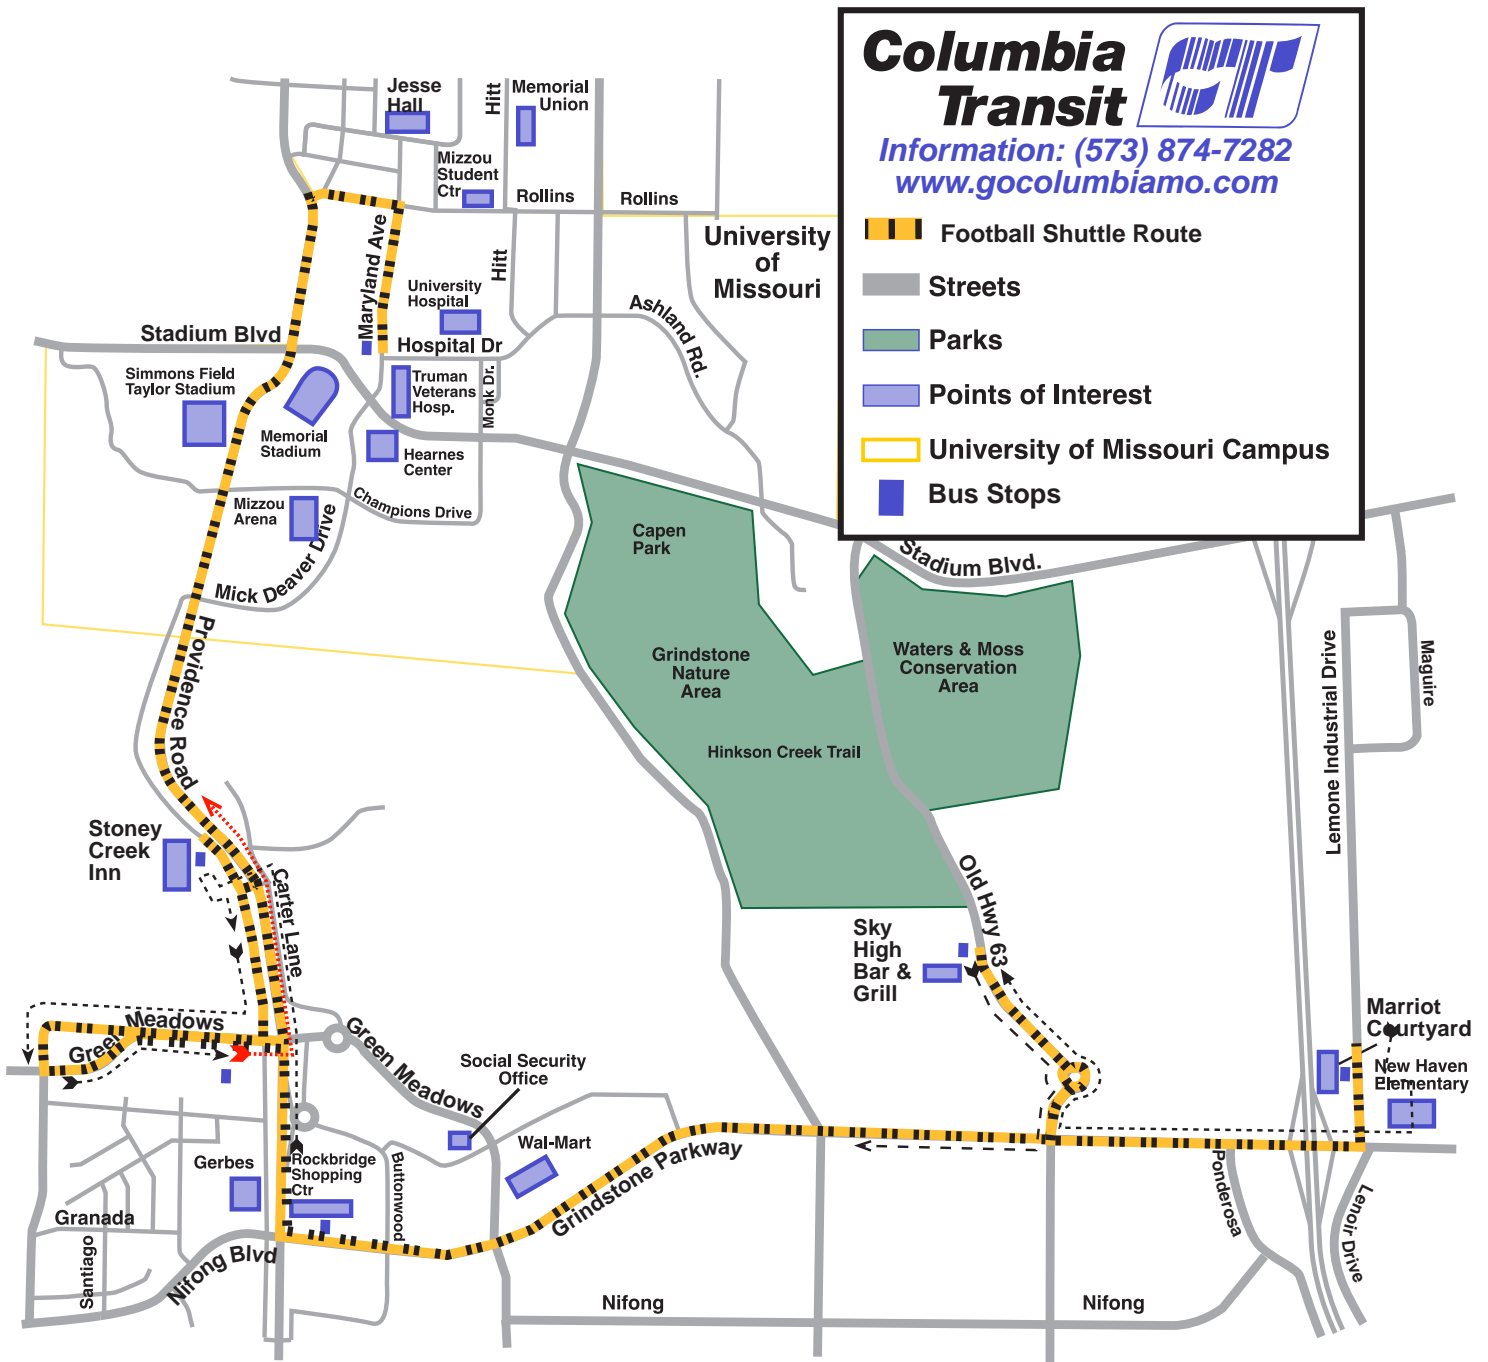 Columbia
Transit
CT
Information: (573) 874-7282
www.gocolumbiamo.com
Football Shuttle Route
Streets
Parks
Points of Interest
University of Missouri Campus
Bus Stops
Jesse
Hall
Hitt
Memorial
Union
Mizzou
Student
Ctr
Rollins
Rollins
University
of
Missouri
Maryland Ave
Hitt
University
Hospital
Ashland Rd.
Stadium Blvd
Hospital Dr
Simmons Field
Taylor Stadium
Truman
Veterans
Hosp.
Monk Dr.
Memorial
Stadium
Hearnes
Center
Mizzou
Arena
Champions Drive
Mick Deaver Drive
Capen
Park
Stadium Blvd.
Providence Road
Grindstone
Nature
Area
Waters & Moss
Conservation
Area
Lemone Industrial Drive
Maguire
Hinkson Creek Trail
Stoney
Creek
Inn
Carter Lane
Old Hwy 63
Sky
High
Bar &
Grill
Green Meadows
Green Meadows
Marriot
Courtyard
Social Security
Office
New Haven
Elementary
Wal-Mart
Gerbes
Rockbridge
Shopping
Ctr
Buttonwood
Grindstone Parkway
Ponderosa
Lenoir Drive
Granada
Santiago
Nifong Blvd
Nifong
Nifong